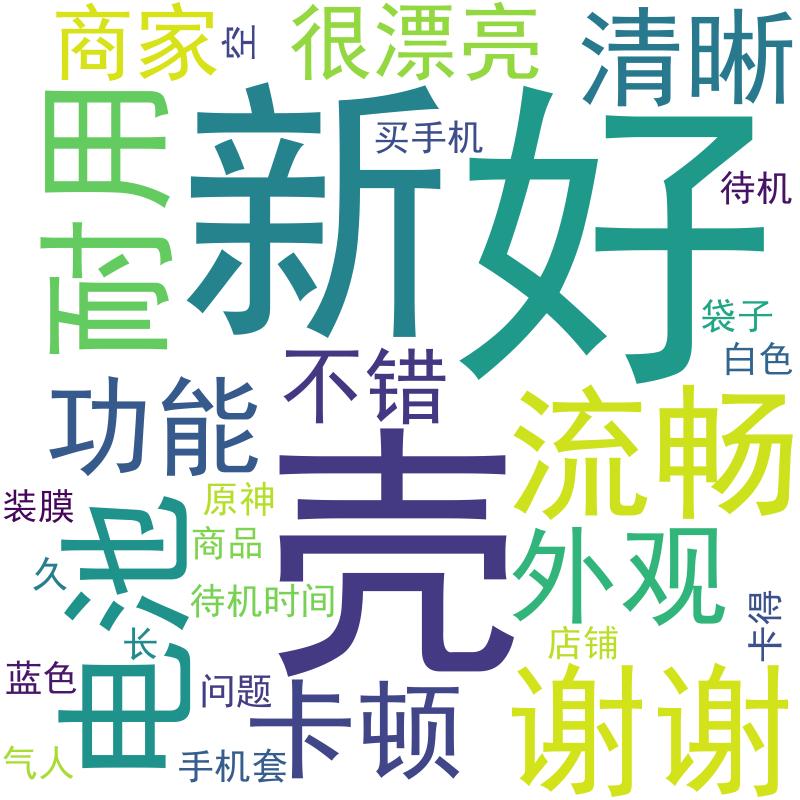 商家
空
很漂亮
清晰
耐用
新
买手机
好
待机
袋子
白色
不错
功能
壳
流畅
装膜
原神
电池
商品
外观
久
待机时间
卡得
长
店铺
蓝色
问题
卡顿
谢谢
气人
手机套